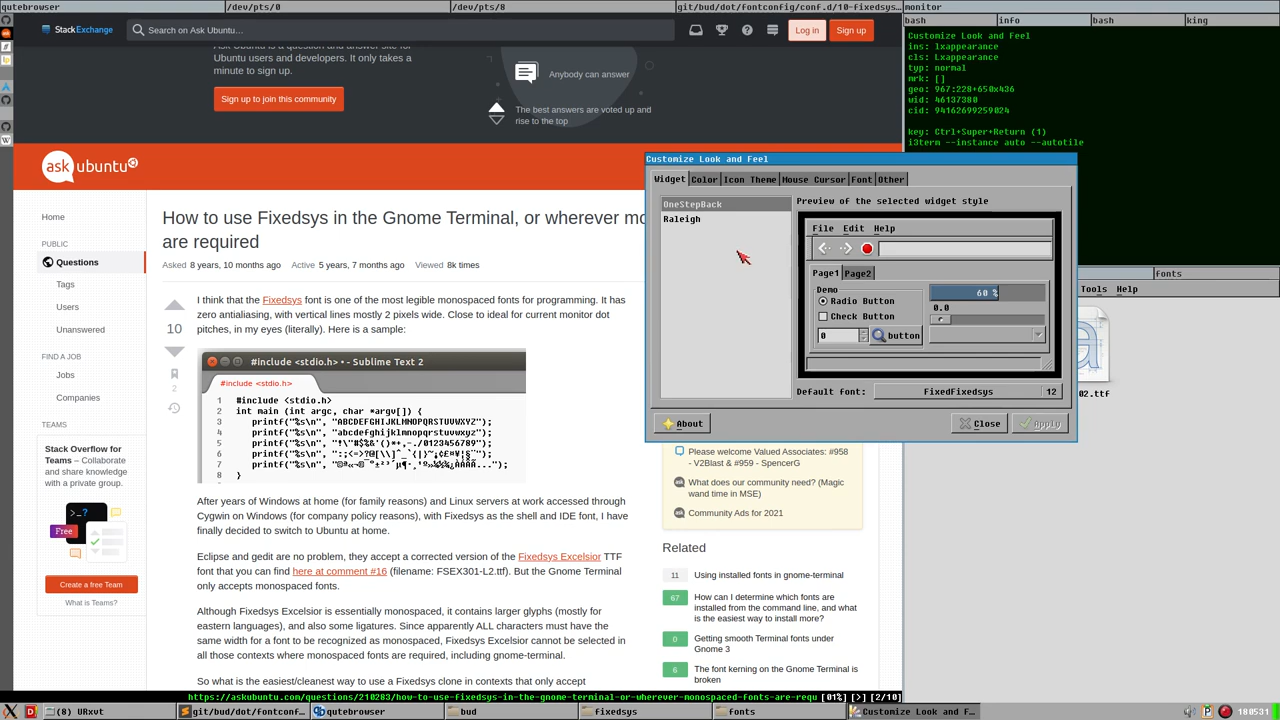 qutebrowser
/dev/pts/0
/dev/pts/8
git/bud/dot/fontconfig/conf.d/10-fixedsys...
monitor
StackExchange
Search on Ask Ubuntu…
Log in
Sign up
bash
info
bash
king
Ask Ubuntu is a question and answer site for
Ubuntu users and developers. It only takes a
minute to sign up.
Sign up to join this community
Anybody can answer
The best answers are voted up and
rise to the top
Customize Look and Feel
ins: lxappearance
cls: Lxappearance
typ: normal
mrk: []
geo: 967:228+650x436
wid: 46137380
cid: 94162699259024
key: Ctrl+Super+Return (1)
i3term --instance auto --autotile
ask ubuntu
Home
PUBLIC
Questions
Tags
Users
Unanswered
FIND A JOB
Jobs
Companies
TEAMS
Stack Overflow for
Teams – Collaborate
and share knowledge
with a private group.
>_?
Free
Create a free Team
What is Teams?
How to use Fixedsys in the Gnome Terminal, or wherever mo
are required
Asked 8 years, 10 months ago
Active 5 years, 7 months ago
Viewed 8k times
10
2
I think that the Fixedsys font is one of the most legible monospaced fonts for programming. It has
zero antialiasing, with vertical lines mostly 2 pixels wide. Close to ideal for current monitor dot
pitches, in my eyes (literally). Here is a sample:
#include <stdio.h> • - Sublime Text 2
#include <stdio.h>
1 #include <stdio.h>
2 int main (int argc, char *argv[]) {
3 printf("%s\n", "ABCDEFGHIJKLMNOPQRSTUVWXYZ");
4 printf("%s\n", "abcdefghijklmnopqrstuvwxyz");
5 printf("%s\n", "!\"#$%&'()*+,-./0123456789");
6
7
8 }
After years of Windows at home (for family reasons) and Linux servers at work accessed through
Cygwin on Windows (for company policy reasons), with Fixedsys as the shell and IDE font, I have
finally decided to switch to Ubuntu at home.
Eclipse and gedit are no problem, they accept a corrected version of the Fixedsys Excelsior TTF
font that you can find here at comment #16 (filename: FSEX301-L2.ttf). But the Gnome Terminal
only accepts monospaced fonts.
Although Fixedsys Excelsior is essentially monospaced, it contains larger glyphs (mostly for
eastern languages), and also some ligatures. Since apparently ALL characters must have the
same width for a font to be recognized as monospaced, Fixedsys Excelsior cannot be selected in
all those contexts where monospaced fonts are required, including gnome-terminal.
So what is the easiest/cleanest way to use a Fixedsys clone in contexts that only accept
Customize Look and Feel
Widget
Color
Icon Theme
Mouse Cursor
Font
Other
OneStepBack
Raleigh
Preview of the selected widget style
File
Edit
Help
Page1
Page2
Demo
Radio Button
Check Button
0
button
60 %
0.0
Default font:
FixedFixedsys
12
About
Close
Apply
fonts
Tools
Help
02.ttf
Please welcome Valued Associates: #958
- V2Blast & #959 - SpencerG
What does our community need? (Magic
wand time in MSE)
Community Ads for 2021
Related
11
Using installed fonts in gnome-terminal
67
How can I determine which fonts are
installed from the command line, and what
is the easiest way to install more?
0
Getting smooth Terminal fonts under
Gnome 3
6
The font kerning on the Gnome Terminal is
broken
https://askubuntu.com/questions/210283/how-to-use-fixedsys-in-the-gnome-terminal-or-wherever-monospaced-fonts-are-requ [01%] [>] [2/10]
(8) URxvt
git/bud/dot/fontconf...
qutebrowser
bud
fixedsys
fonts
Customize Look and F...
180531